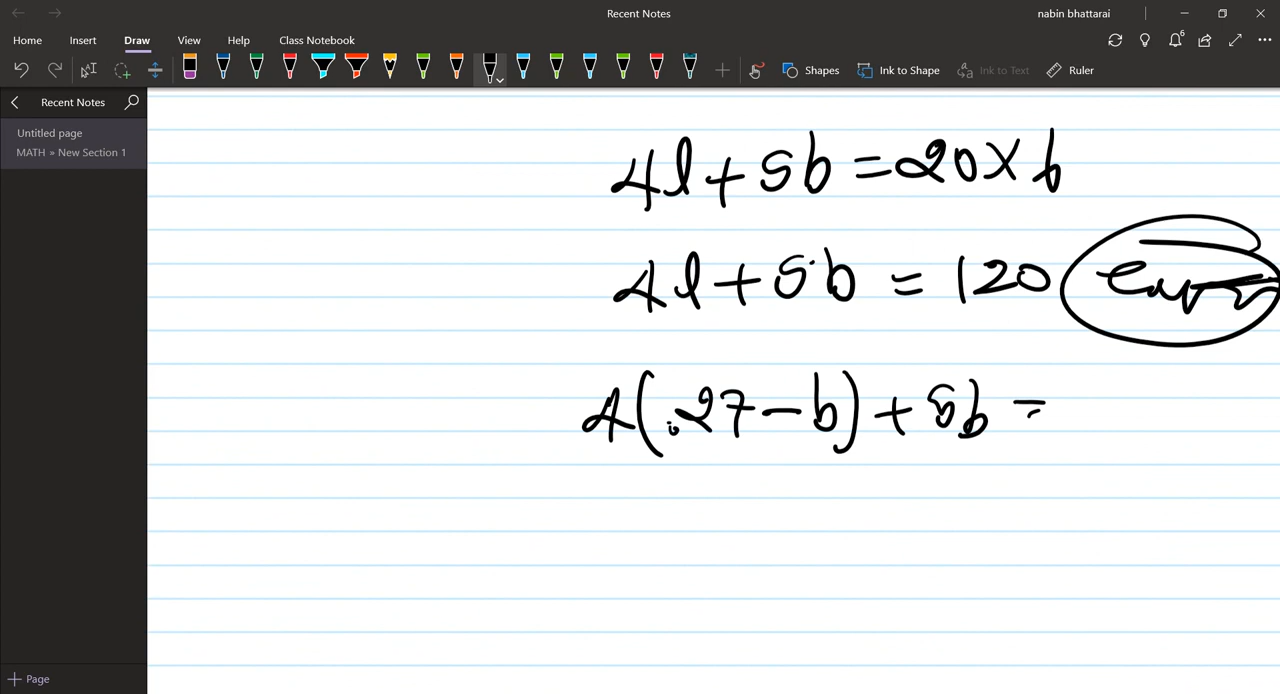 Recent Notes
nabin bhattarai
Home Insert Draw View Help Class Notebook
6
Shapes Ink to Shape Ink to Text Ruler
Recent Notes
Untitled page
MATH » New Section 1
4l + 5b = 20 × 6
4l + 5b = 120
4(27 - b) + 5b =
Page